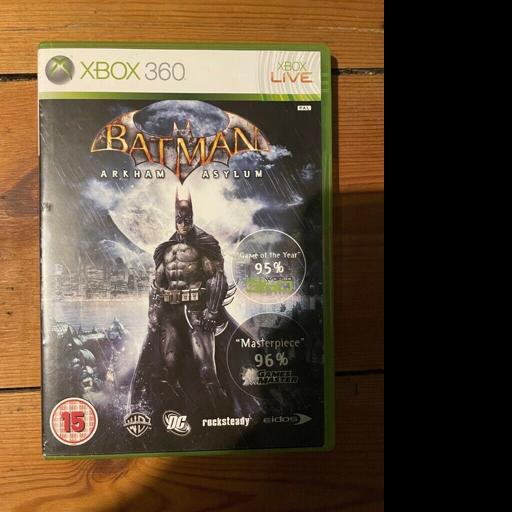 XBOX 360
XBOX
LIVE
PAL
BATMAN
ARKHAM ASYLUM
"Game of the Year"
95%
"Masterpiece"
96%
GAMES
MASTER
15
WB
DC
rocksteady
eidos